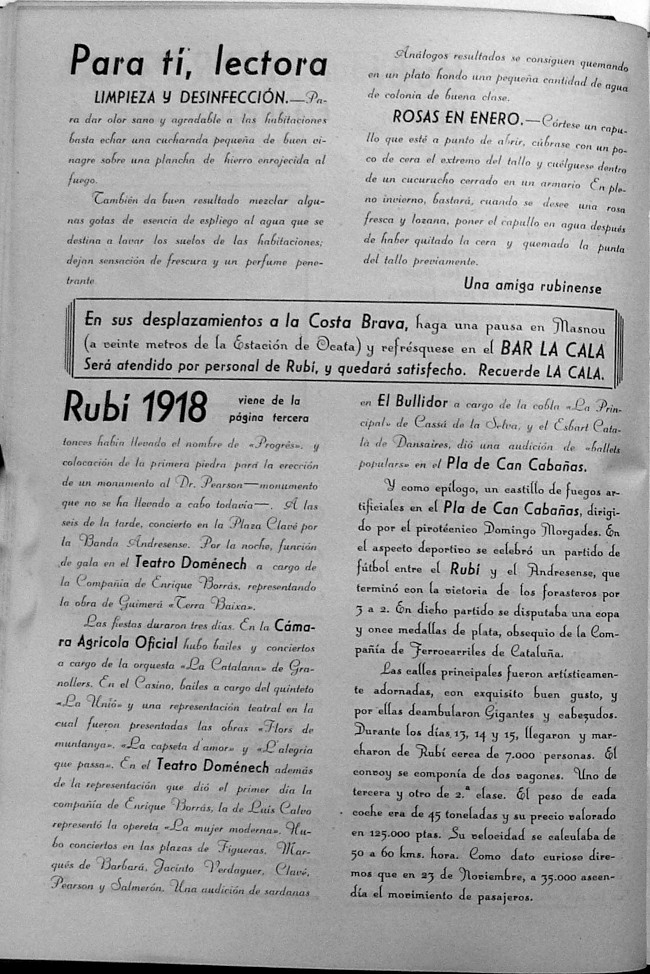 Para tí, lectora
LIMPIEZA Y DESINFECCIÓN.—Pa-
ra dar olor sano y agradable a las habitaciones
basta echar una cucharada pequeña de buen vi-
nagre sobre una plancha de hierro enrojecida al
fuego.
También da buen resultado mezclar algu-
nas gotas de esencia de espliego al agua que se
destina a lavar los suelos de las habitaciones;
dejan sensación de frescura y un perfume pene-
trante.
Análogos resultados se consiguen quemando
en un plato hondo una pequeña cantidad de agua
de colonia de buena clase.
ROSAS EN ENERO.—Córtese un capu-
llo que esté a punto de abrir, cúbrase con un po-
co de cera el extremo del tallo y cuélguese dentro
de un cucurucho cerrado en un armario En ple-
no invierno, bastará, cuando se desee una rosa
fresca y lozana, poner el capullo en agua después
de haber quitado la cera y quemado la punta
del tallo previamente.
Una amiga rubinense
En sus desplazamientos a la Costa Brava, haga una pausa en Masnou
(a veinte metros de la Estación de Ocata) y refrésquese en el BAR LA CALA
Será atendido por personal de Rubí, y quedará satisfecho. Recuerde LA CALA.
Rubí 1918
viene de la
página tercera
tonces había llevado el nombre de «Progrés», y
colocación de la primera piedra para la erección
de un monumento al Dr. Pearson—monumento
que no se ha llevado a cabo todavía—. A las
seis de la tarde, concierto en la Plaza Clavé por
la Banda Andresense. Por la noche, función
de gala en el Teatro Doménech a cargo de
la Compañía de Enrique Borrás, representando
la obra de Guimerá «Terra Baixa».
Las fiestas duraron tres días. En la Cáma-
ra Agrícola Oficial hubo bailes y conciertos
a cargo de la orquesta «La Catalana» de Gra-
nollers. En el Casino, bailes a cargo del quinteto
«La Unió» y una representación teatral en la
cual fueron presentadas las obras «Flors de
muntanya», «La capseta d'amor» y «L'alegria
que passa». En el Teatro Doménech además
de la representación que dió el primer día la
compañía de Enrique Borrás, la de Luís Calvo
representó la opereta «La mujer moderna». Hu-
bo conciertos en las plazas de Figueras, Mar-
qués de Barbará, Jacinto Verdaguer, Clavé,
Pearson y Salmerón. Una audición de sardanas
en El Bullidor a cargo de la cobla «La Prin-
cipal» de Cassá de la Selva, y el Esbart Cata-
là de Dansaires, dió una audición de «ballets
populars» en el Pla de Can Cabañas.
Y como epílogo, un castillo de fuegos ar-
tificiales en el Pla de Can Cabañas, dirigi-
do por el pirotécnico Domingo Morgades. En
el aspecto deportivo se celebró un partido de
fútbol entre el Rubí y el Andresense, que
terminó con la victoria de los forasteros por
3 a 2. En dicho partido se disputaba una copa
y once medallas de plata, obsequio de la Com-
pañía de Ferrocarriles de Cataluña.
Las calles principales fueron artísticamen-
te adornadas, con exquisito buen gusto, y
por ellas deambularon Gigantes y cabezudos.
Durante los días, 13, 14 y 15, llegaron y mar-
charon de Rubí cerca de 7.000 personas. El
convoy se componía de dos vagones. Uno de
tercera y otro de 2.ª clase. El peso de cada
coche era de 45 toneladas y su precio valorado
en 125.000 ptas. Su velocidad se calculaba de
50 a 60 kms. hora. Como dato curioso dire-
mos que en 23 de Noviembre, a 35.000 ascen-
día el movimiento de pasajeros.